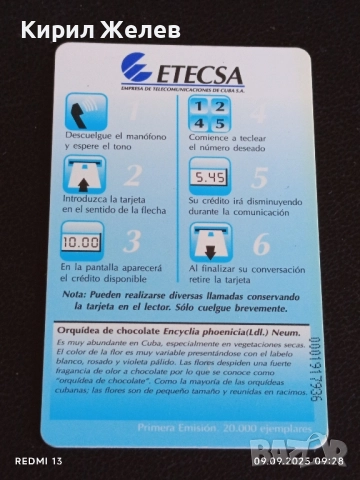 Кирил Желев
ETECSA
EMPRESA DE TELECOMUNICACIONES DE CUBA S.A.
1
Descuelgue el manófono
y espere el tono
2
Introduzca la tarjeta
en el sentido de la flecha
10.00
3
En la pantalla aparecerá
el crédito disponible
1 2
4 5
4
Comience a teclear
el número deseado
5.45
5
Su crédito irá disminuyendo
durante la comunicación
6
Al finalizar su conversación
retire la tarjeta
Nota: Pueden realizarse diversas llamadas conservando
la tarjeta en el lector. Sólo cuelgue brevemente.
Orquídea de chocolate Encyclia phoenicia(Ldl.) Neum.
Es muy abundante en Cuba, especialmente en vegetaciones secas.
El color de la flor es muy variable presentándose con el labelo
blanco, rosado y violeta pálido. Las flores despiden una fuerte
fragancia de olor a chocolate por lo que se conoce como
"orquídea de chocolate". Como la mayoría de las orquídeas
cubanas; las flores son de pequeño tamaño y reunidas en racimos.
0001917996
Primera Emisión. 20.000 ejemplares
REDMI 13
09.09.2025 09:28
bazar